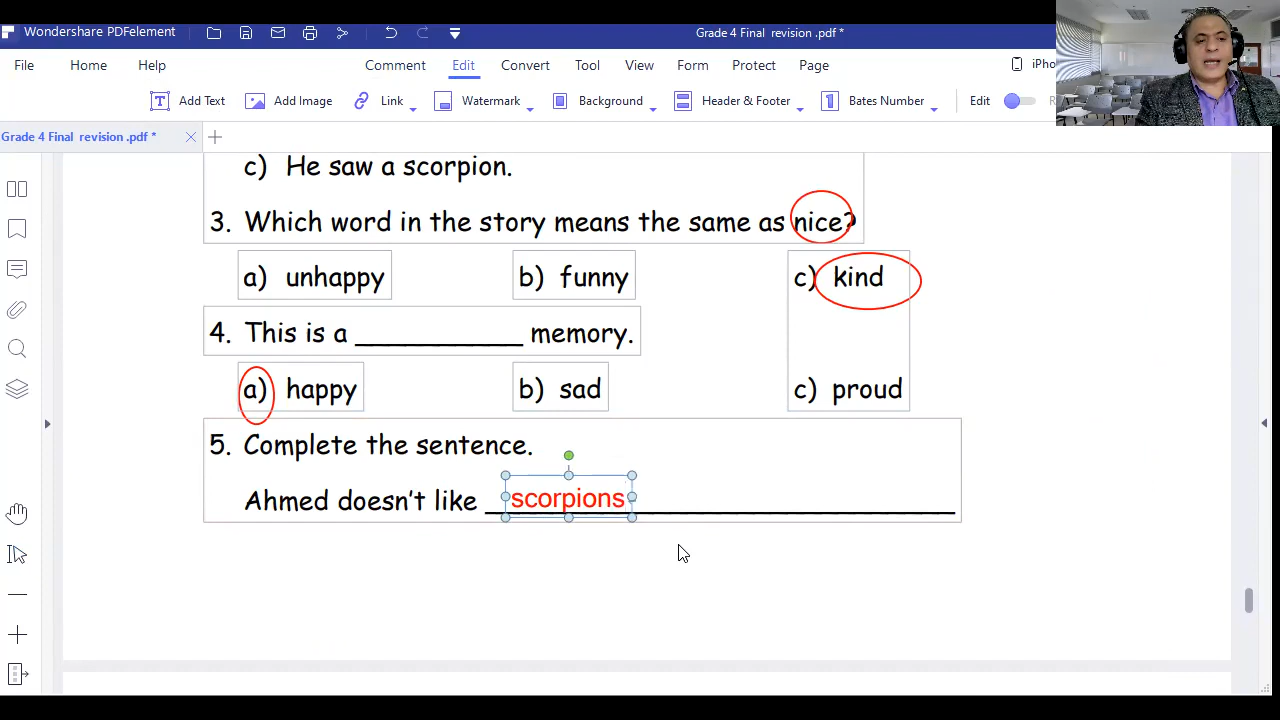 Wondershare PDFelement
Grade 4 Final revision .pdf *
File Home Help Comment Edit Convert Tool View Form Protect Page iPho
Add Text Add Image Link Watermark Background Header & Footer Bates Number Edit
Grade 4 Final revision .pdf *
c) He saw a scorpion.
3. Which word in the story means the same as nice?
a) unhappy b) funny c) kind
4. This is a __________ memory.
a) happy b) sad c) proud
5. Complete the sentence.
Ahmed doesn't like scorpions